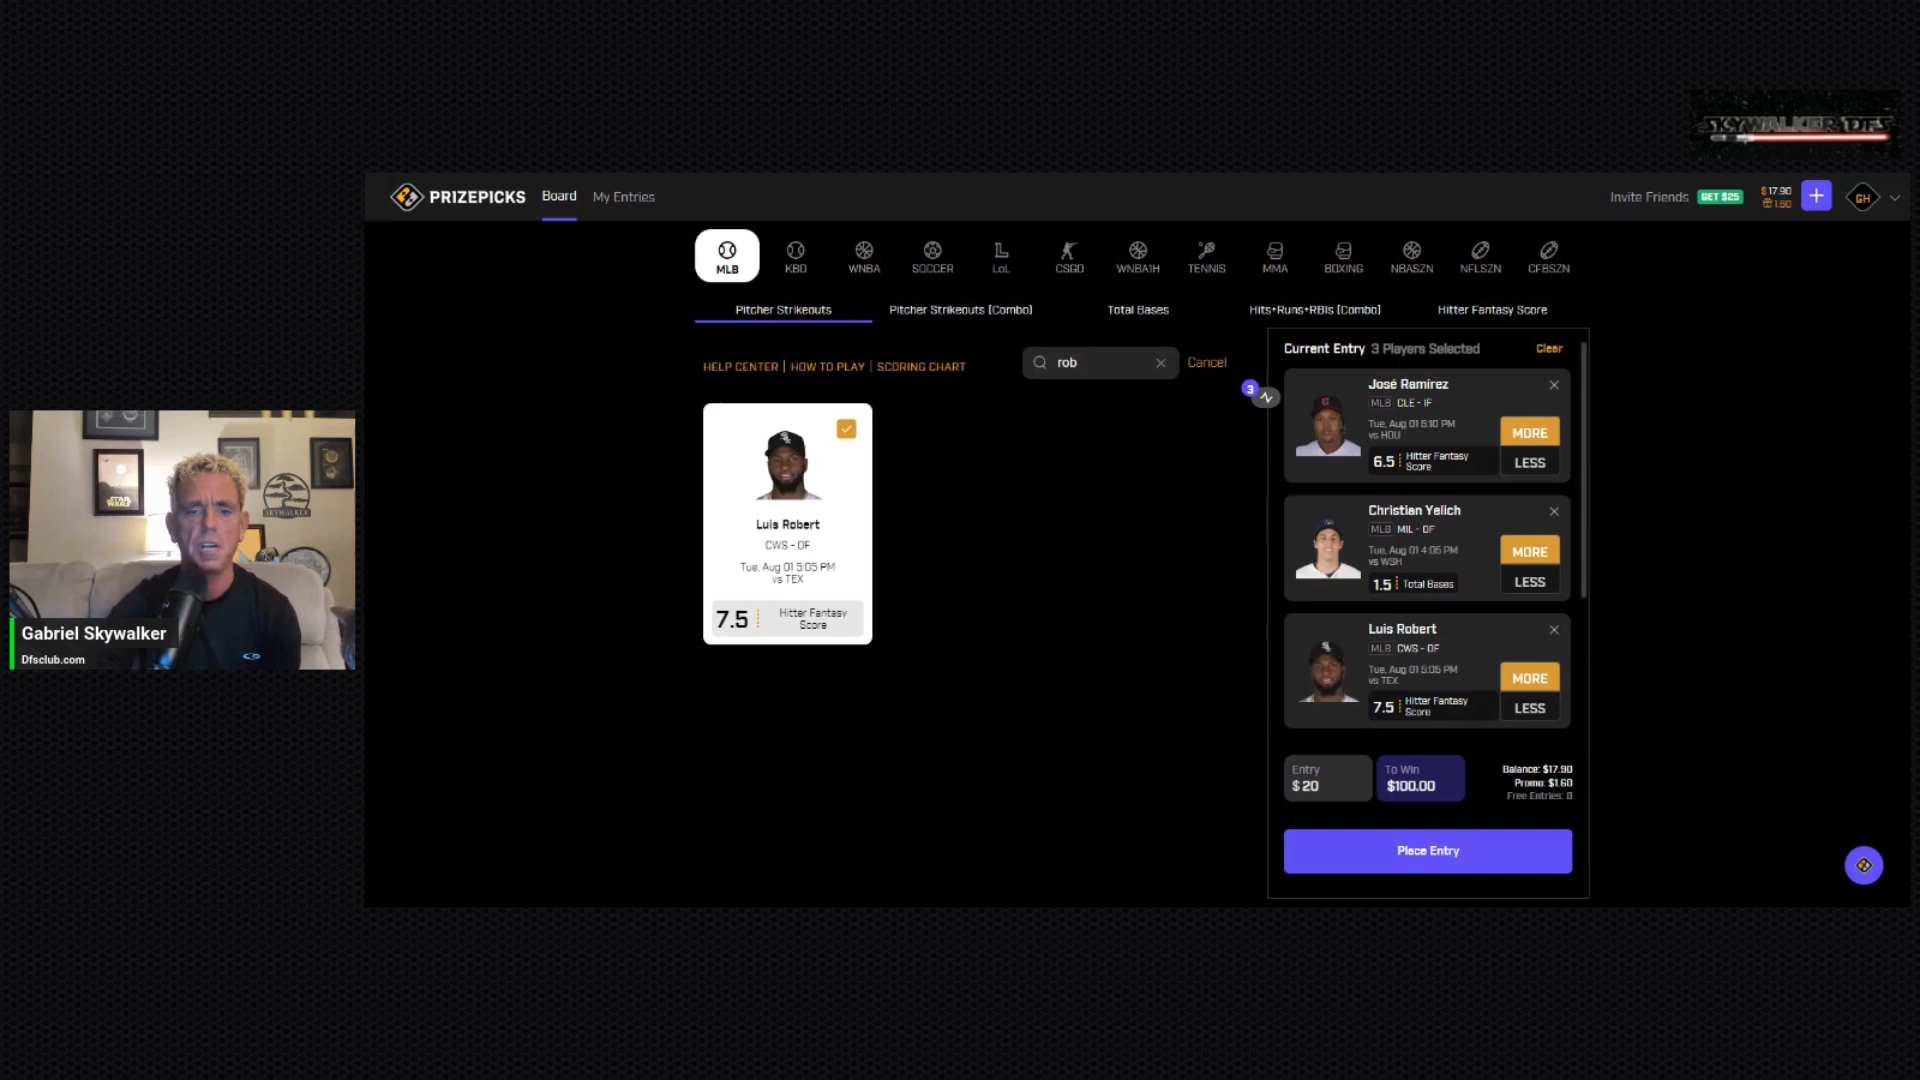 SKYWALKER DFS
PRIZEPICKS
Board
My Entries
Invite Friends
GET $25
$17.90
1.60
GH
MLB
KBO
WNBA
SOCCER
LoL
CSGO
WNBA1H
TENNIS
MMA
BOXING
NBASZN
NFLSZN
CFBSZN
Pitcher Strikeouts
Pitcher Strikeouts (Combo)
Total Bases
Hits+Runs+RBIs (Combo)
Hitter Fantasy Score
HELP CENTER | HOW TO PLAY | SCORING CHART
rob
Cancel
3
Luis Robert
CWS - OF
Tue, Aug 01 5:05 PM
vs TEX
7.5
Hitter Fantasy
Score
Current Entry 3 Players Selected
Clear
José Ramírez
MLB CLE - IF
Tue, Aug 01 5:10 PM
vs HOU
6.5
Hitter Fantasy
Score
MORE
LESS
Christian Yelich
MLB MIL - OF
Tue, Aug 01 4:05 PM
vs WSH
1.5 Total Bases
MORE
LESS
Luis Robert
MLB CWS - OF
Tue, Aug 01 5:05 PM
vs TEX
7.5
Hitter Fantasy
Score
MORE
LESS
Entry
$ 20
To Win
$100.00
Balance: $17.90
Promo: $1.60
Free Entries: 0
Place Entry
STAR
WARS
SKYWALKER
Gabriel Skywalker
Dfsclub.com